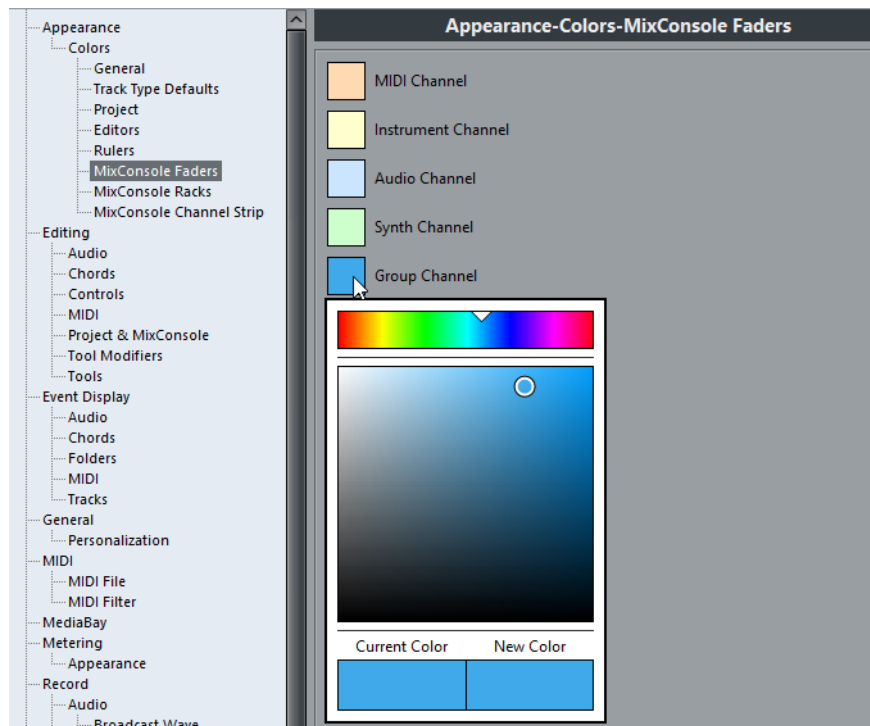 Appearance
Colors
General
Track Type Defaults
Project
Editors
Rulers
MixConsole Faders
MixConsole Racks
MixConsole Channel Strip
Editing
Audio
Chords
Controls
MIDI
Project & MixConsole
Tool Modifiers
Tools
Event Display
Audio
Chords
Folders
MIDI
Tracks
General
Personalization
MIDI
MIDI File
MIDI Filter
MediaBay
Metering
Appearance
Record
Audio
Broadcast Wave
Appearance-Colors-MixConsole Faders
MIDI Channel
Instrument Channel
Audio Channel
Synth Channel
Group Channel
Current Color
New Color